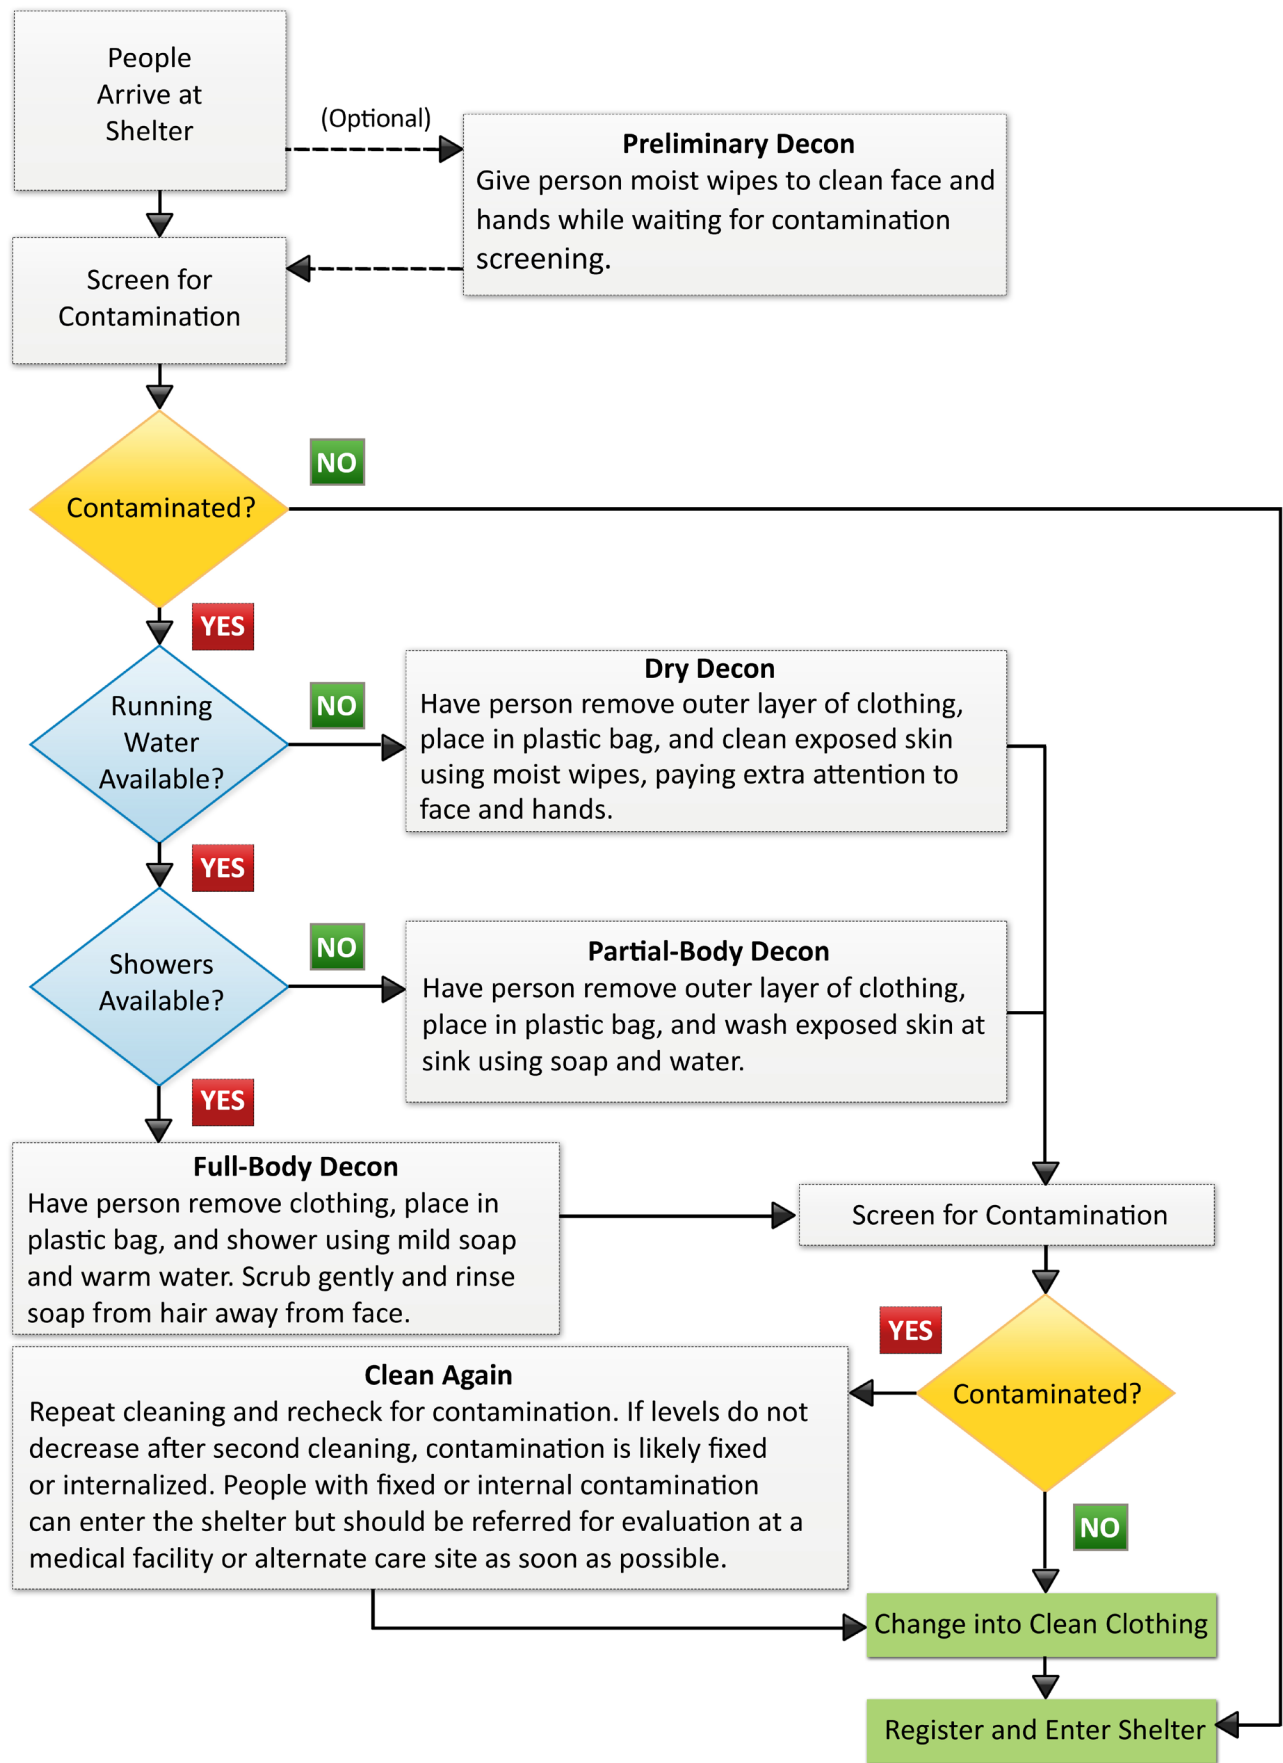 People
Arrive at
Shelter
(Optional)
Preliminary Decon
Give person moist wipes to clean face and
hands while waiting for contamination
screening.
Screen for
Contamination
Contaminated?
NO
YES
Running
Water
Available?
NO
Dry Decon
Have person remove outer layer of clothing,
place in plastic bag, and clean exposed skin
using moist wipes, paying extra attention to
face and hands.
YES
Showers
Available?
NO
Partial-Body Decon
Have person remove outer layer of clothing,
place in plastic bag, and wash exposed skin at
sink using soap and water.
YES
Full-Body Decon
Have person remove clothing, place in
plastic bag, and shower using mild soap
and warm water. Scrub gently and rinse
soap from hair away from face.
Screen for Contamination
Contaminated?
YES
Clean Again
Repeat cleaning and recheck for contamination. If levels do not
decrease after second cleaning, contamination is likely fixed
or internalized. People with fixed or internal contamination
can enter the shelter but should be referred for evaluation at a
medical facility or alternate care site as soon as possible.
NO
Change into Clean Clothing
Register and Enter Shelter